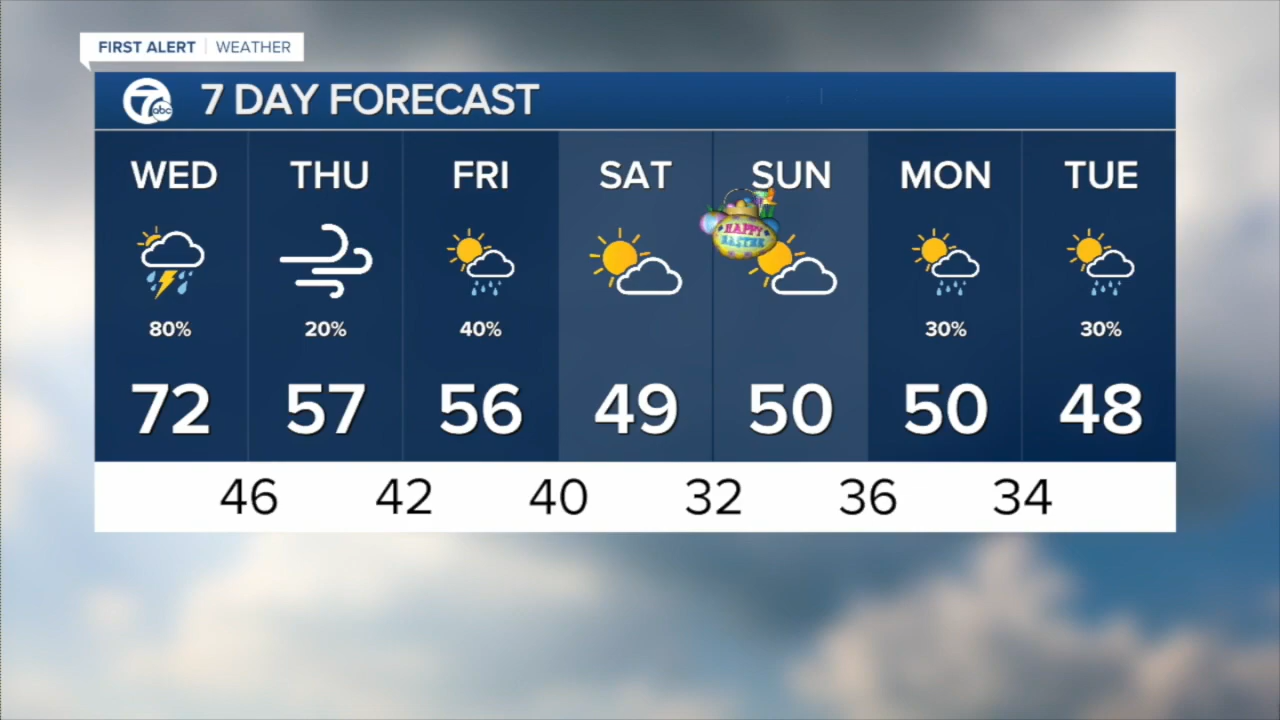 FIRST ALERT | WEATHER
7 abc 7 DAY FORECAST
WED THU FRI SAT SUN MON TUE
HAPPY
EASTER
80% 20% 40% 30% 30%
72 57 56 49 50 50 48
46 42 40 32 36 34